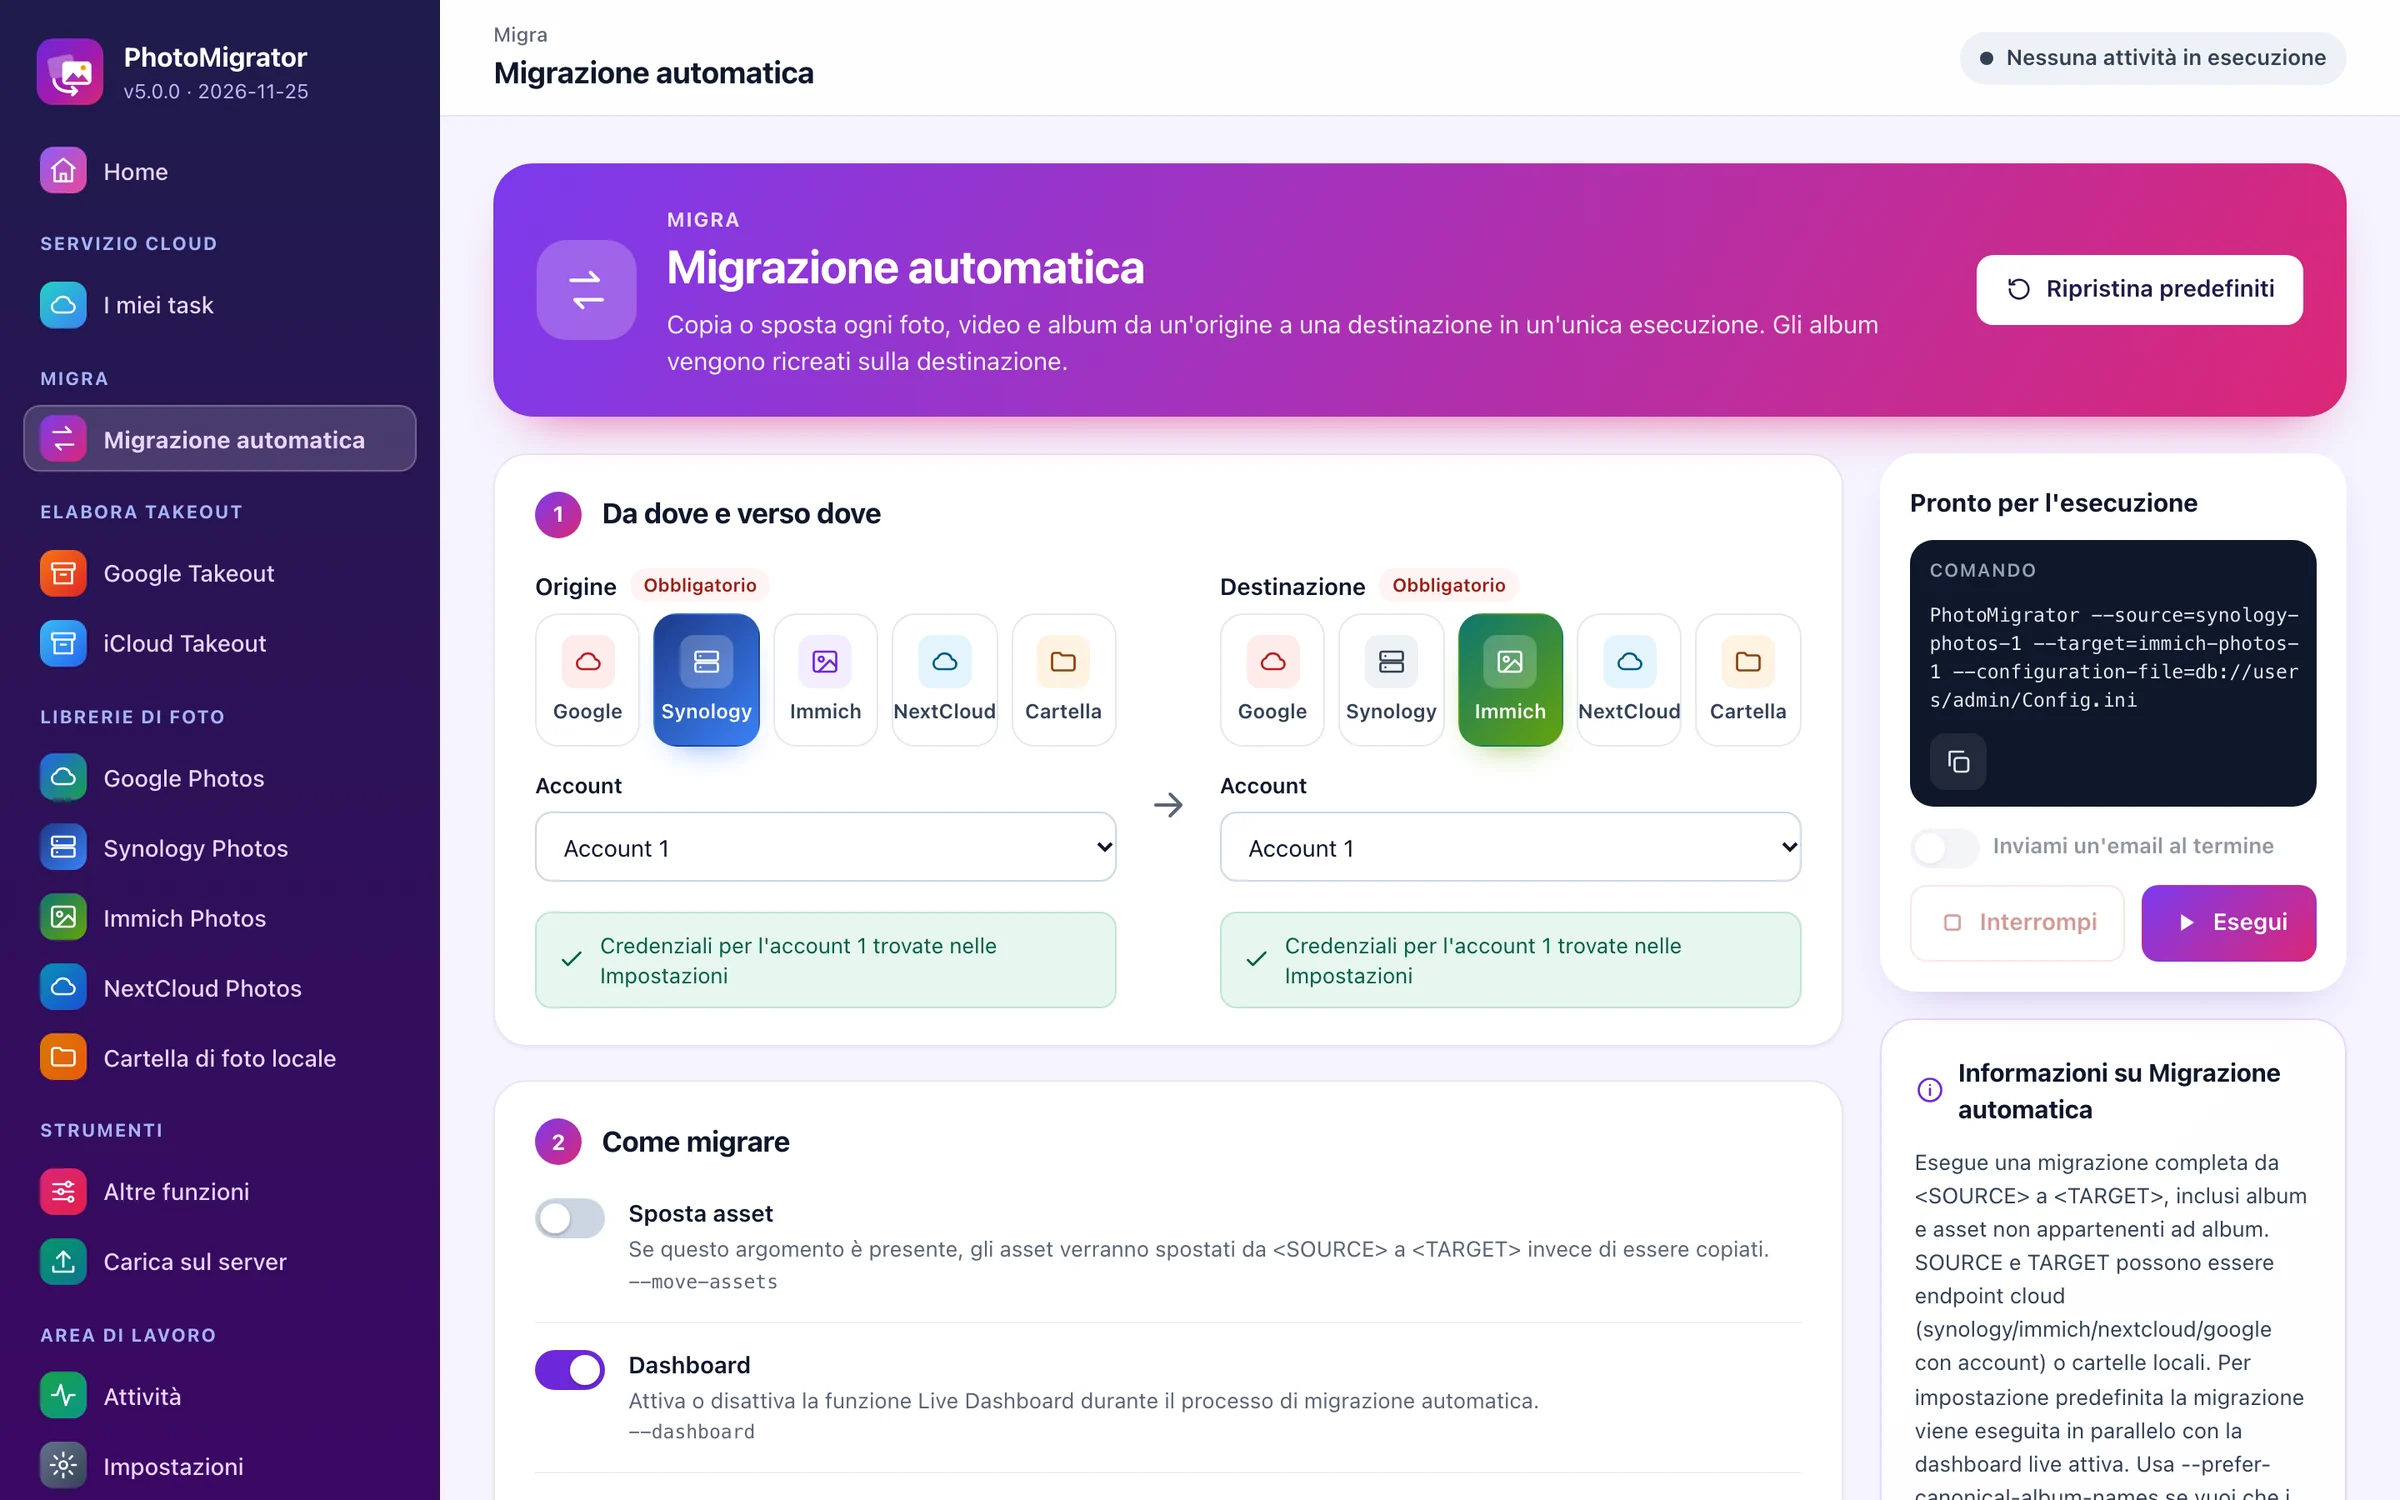 PhotoMigrator
v5.0.0 · 2026-11-25
Home
SERVIZIO CLOUD
I miei task
MIGRA
Migrazione automatica
ELABORA TAKEOUT
Google Takeout
iCloud Takeout
LIBRERIE DI FOTO
Google Photos
Synology Photos
Immich Photos
NextCloud Photos
Cartella di foto locale
STRUMENTI
Altre funzioni
Carica sul server
AREA DI LAVORO
Attività
Impostazioni
Migra
Migrazione automatica
Nessuna attività in esecuzione
MIGRA
Migrazione automatica
Copia o sposta ogni foto, video e album da un'origine a una destinazione in un'unica esecuzione. Gli album
vengono ricreati sulla destinazione.
Ripristina predefiniti
1
Da dove e verso dove
Origine Obbligatorio
Google
Synology
Immich
NextCloud
Cartella
Account
Account 1
Credenziali per l'account 1 trovate nelle
Impostazioni
Destinazione Obbligatorio
Google
Synology
Immich
NextCloud
Cartella
Account
Account 1
Credenziali per l'account 1 trovate nelle
Impostazioni
2
Come migrare
Sposta asset
Se questo argomento è presente, gli asset verranno spostati da <SOURCE> a <TARGET> invece di essere copiati.
--move-assets
Dashboard
Attiva o disattiva la funzione Live Dashboard durante il processo di migrazione automatica.
--dashboard
Pronto per l'esecuzione
COMANDO
PhotoMigrator --source=synology-
photos-1 --target=immich-photos-
1 --configuration-file=db://user
s/admin/Config.ini
Inviami un'email al termine
Interrompi
Esegui
Informazioni su Migrazione
automatica
Esegue una migrazione completa da
<SOURCE> a <TARGET>, inclusi album
e asset non appartenenti ad album.
SOURCE e TARGET possono essere
endpoint cloud
(synology/immich/nextcloud/google
con account) o cartelle locali. Per
impostazione predefinita la migrazione
viene eseguita in parallelo con la
dashboard live attiva. Usa --prefer-
canonical-album-names se vuoi che i